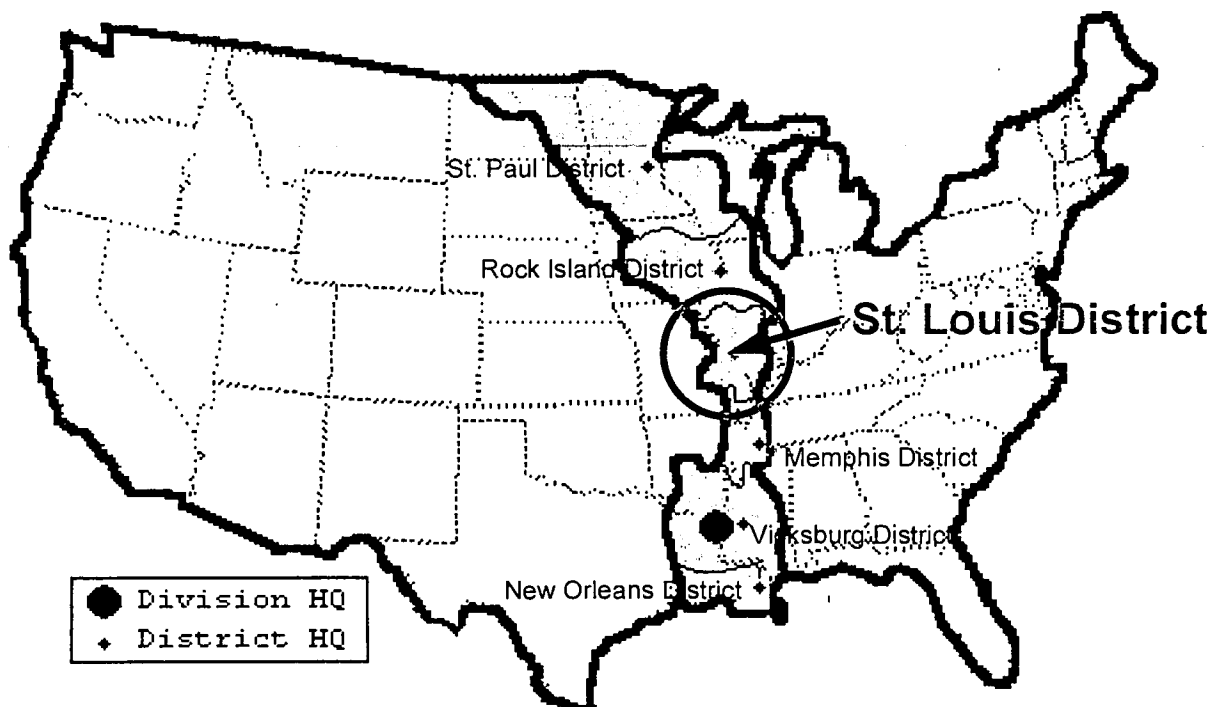 St. Paul District
Rock Island District
St. Louis District
Memphis District
Vicksburg District
New Orleans District
Division HQ
District HQ